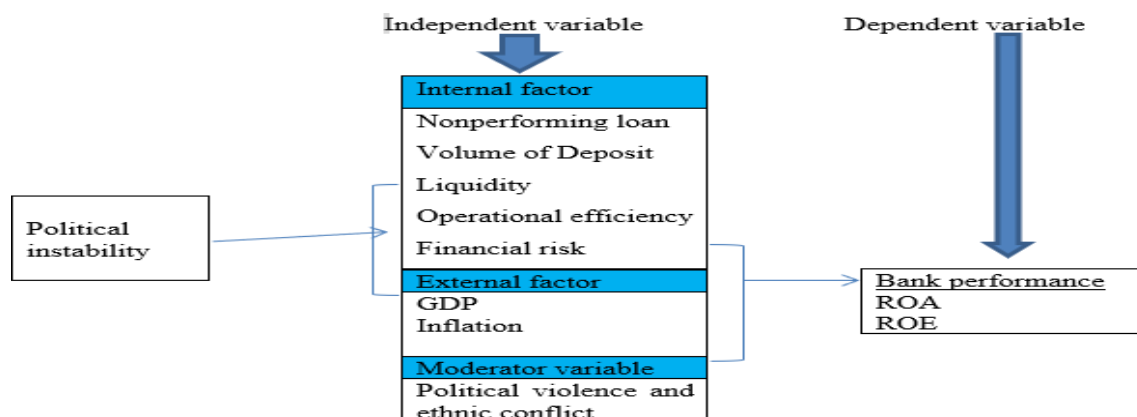 Independent variable
Dependent variable
Internal factor
Nonperforming loan
Volume of Deposit
Liquidity
Operational efficiency
Financial risk
Political
instability
External factor
GDP
Inflation
Bank performance
ROA
ROE
Moderator variable
Political violence and
ethnic conflict